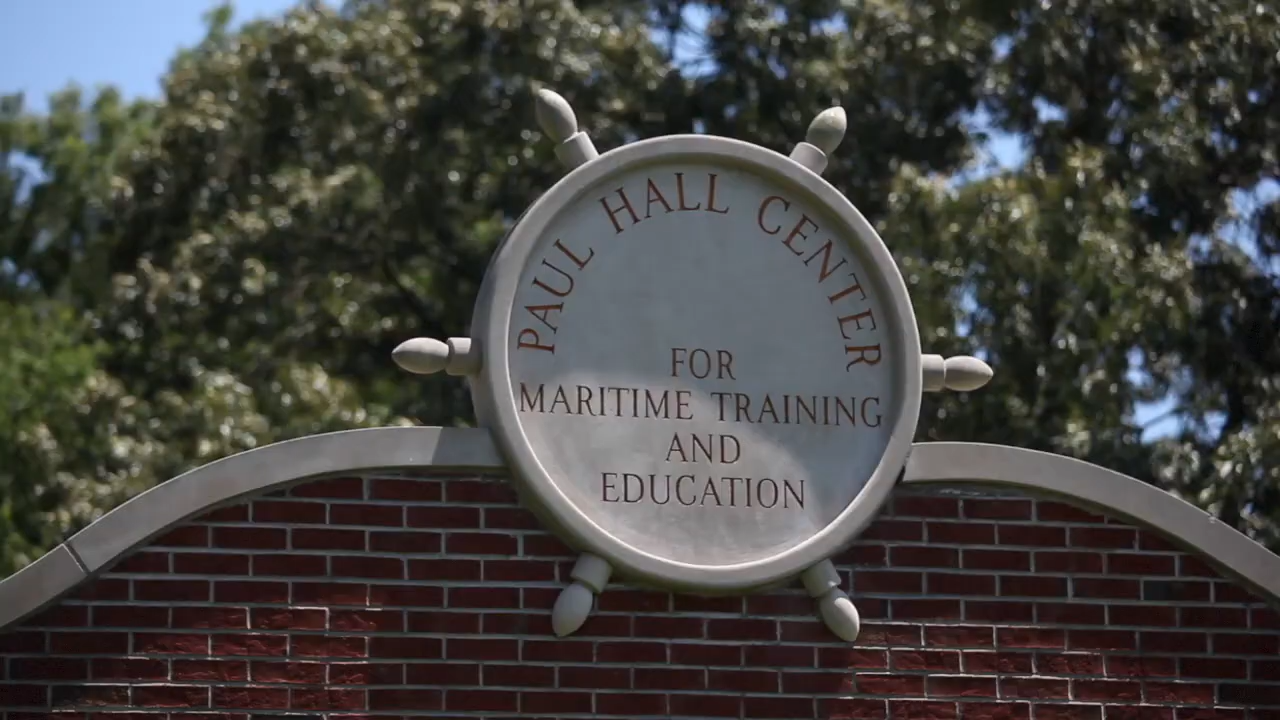 PAUL HALL CENTER
FOR
MARITIME TRAINING
AND
EDUCATION